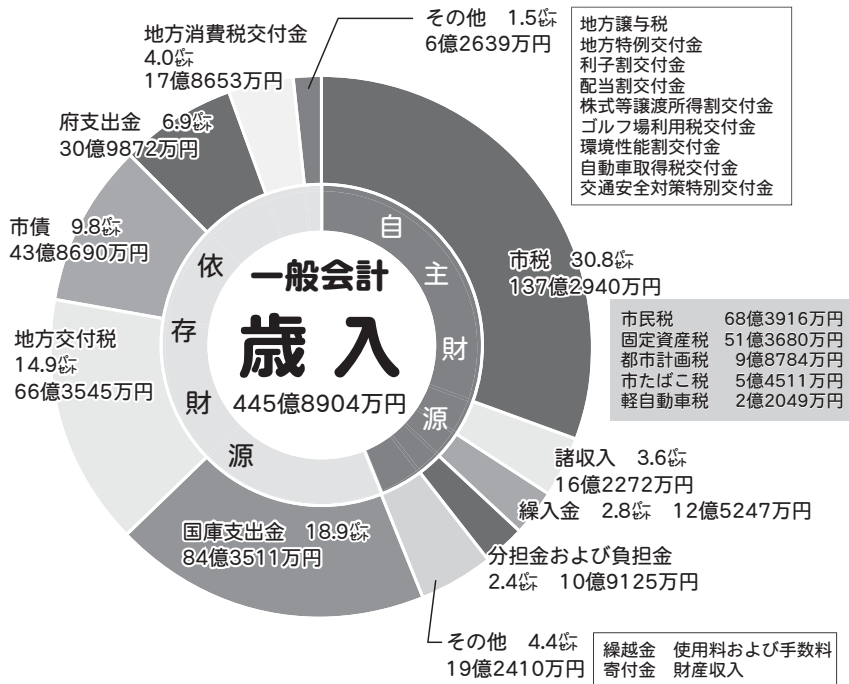 一般会計
歳入
445億8904万円
自主財源
依存財源
市税 30.8㌫
137億2940万円
市民税 68億3916万円
固定資産税 51億3680万円
都市計画税 9億8784万円
市たばこ税 5億4511万円
軽自動車税 2億2049万円
諸収入 3.6㌫
16億2272万円
繰入金 2.8㌫ 12億5247万円
分担金および負担金
2.4㌫ 10億9125万円
その他 4.4㌫
19億2410万円
繰越金 使用料および手数料
寄付金 財産収入
国庫支出金 18.9㌫
84億3511万円
地方交付税
14.9㌫
66億3545万円
市債 9.8㌫
43億8690万円
府支出金 6.9㌫
30億9872万円
地方消費税交付金
4.0㌫
17億8653万円
その他 1.5㌫
6億2639万円
地方譲与税
地方特例交付金
利子割交付金
配当割交付金
株式等譲渡所得割交付金
ゴルフ場利用税交付金
環境性能割交付金
自動車取得税交付金
交通安全対策特別交付金